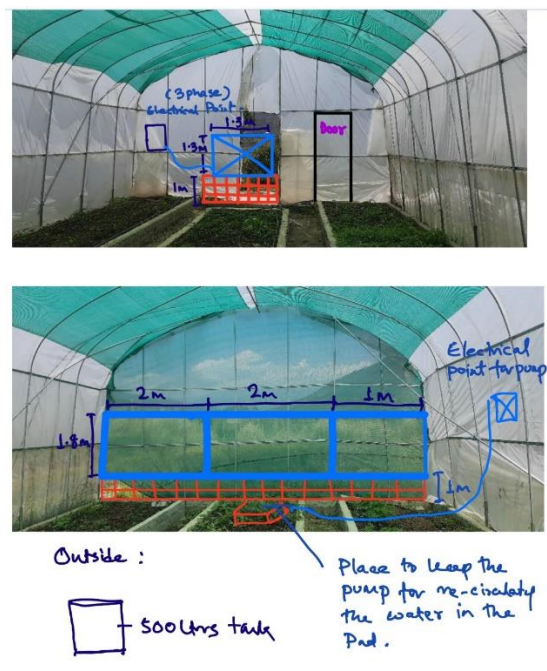 (3 phase)
Electrical Point
1.3M
Door
1.3M
1M
Electrical
point for pump
2m
2m
1m
1.8m
1M
Outside :
500 Ltrs tank
Place to keep the
pump for re-circulaty
the water in the
Pad.